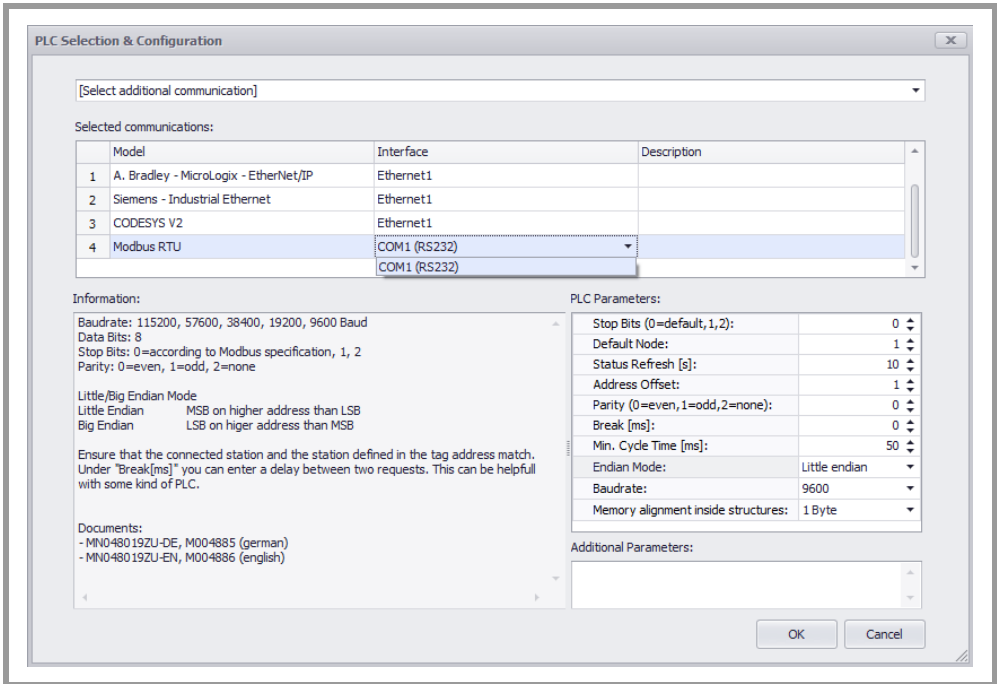 PLC Selection & Configuration
x
[Select additional communication]
Selected communications:
Model Interface Description
1 A. Bradley - MicroLogix - EtherNet/IP Ethernet1
2 Siemens - Industrial Ethernet Ethernet1
3 CODESYS V2 Ethernet1
4 Modbus RTU COM1 (RS232)
COM1 (RS232)
Information:
Baudrate: 115200, 57600, 38400, 19200, 9600 Baud
Data Bits: 8
Stop Bits: 0=according to Modbus specification, 1, 2
Parity: 0=even, 1=odd, 2=none
Little/Big Endian Mode
Little Endian MSB on higher address than LSB
Big Endian LSB on higer address than MSB
Ensure that the connected station and the station defined in the tag address match.
Under "Break[ms]" you can enter a delay between two requests. This can be helpfull
with some kind of PLC.
Documents:
- MN048019ZU-DE, M004885 (german)
- MN048019ZU-EN, M004886 (english)
PLC Parameters:
Stop Bits (0=default,1,2): 0
Default Node: 1
Status Refresh [s]: 10
Address Offset: 1
Parity (0=even,1=odd,2=none): 0
Break [ms]: 0
Min. Cycle Time [ms]: 50
Endian Mode: Little endian
Baudrate: 9600
Memory alignment inside structures: 1 Byte
Additional Parameters:
OK Cancel